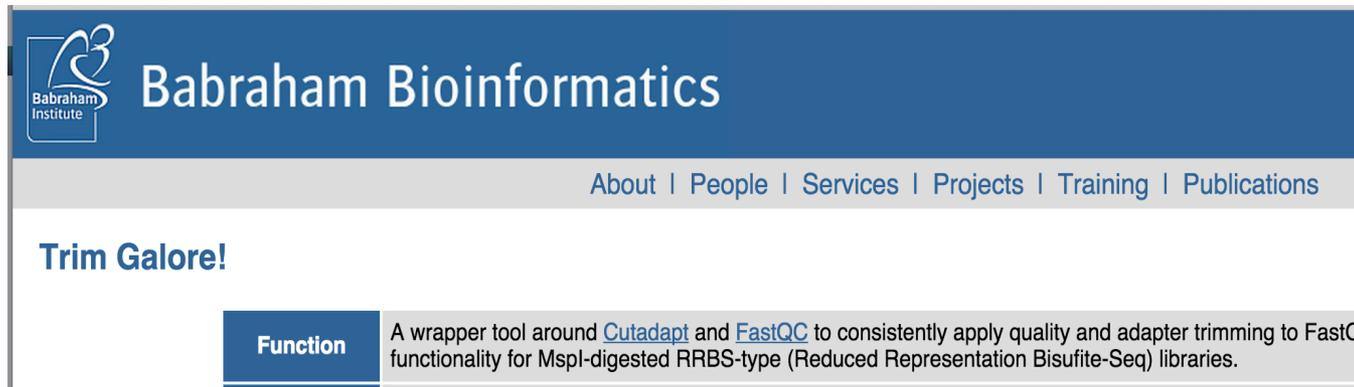 Babraham
Institute
Babraham Bioinformatics
About | People | Services | Projects | Training | Publications
Trim Galore!
Function
A wrapper tool around Cutadapt and FastQC to consistently apply quality and adapter trimming to Fast
functionality for MspI-digested RRBS-type (Reduced Representation Bisufite-Seq) libraries.